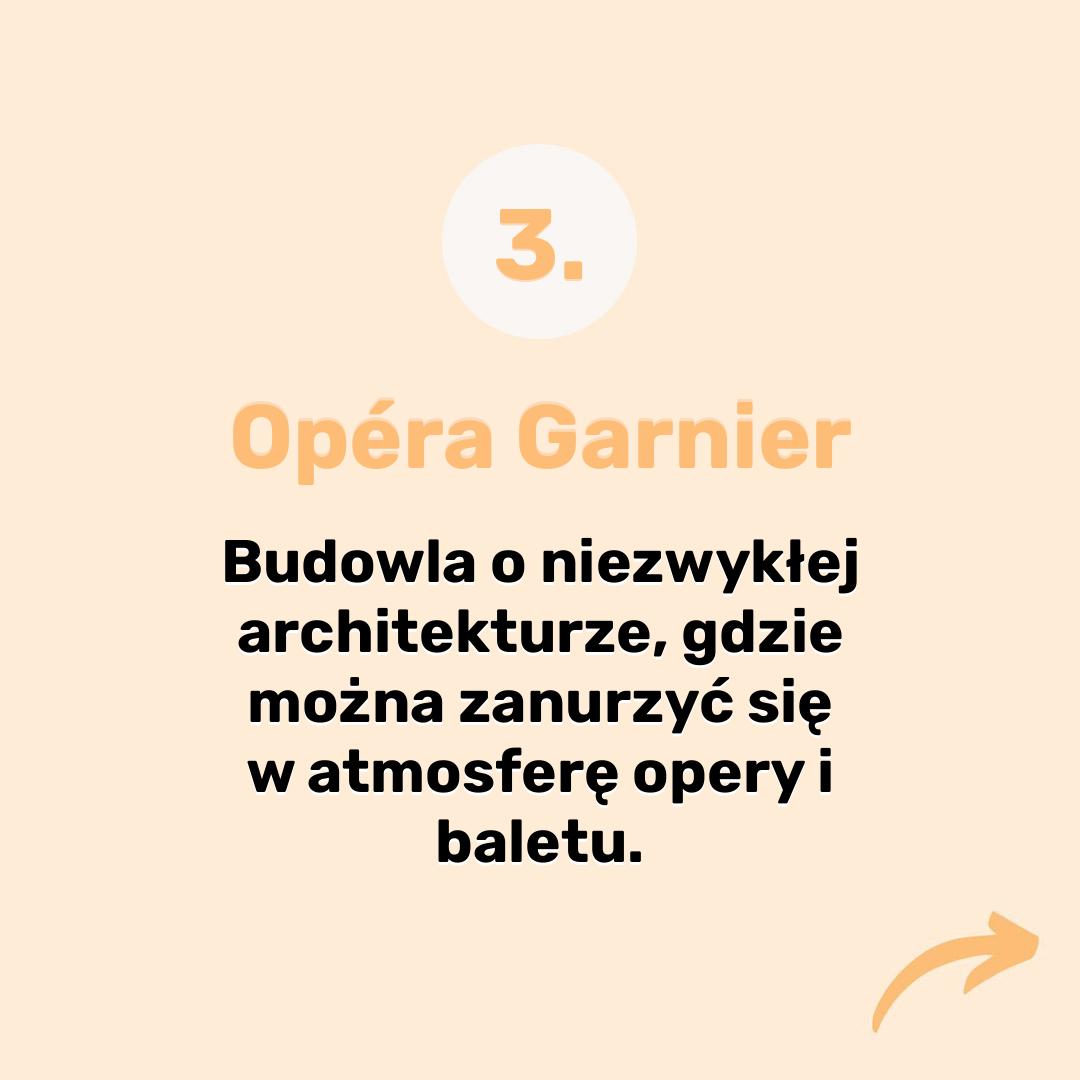 3.
Opéra Garnier
Budowla o niezwykłej
architekturze, gdzie
można zanurzyć się
w atmosferę opery i
baletu.